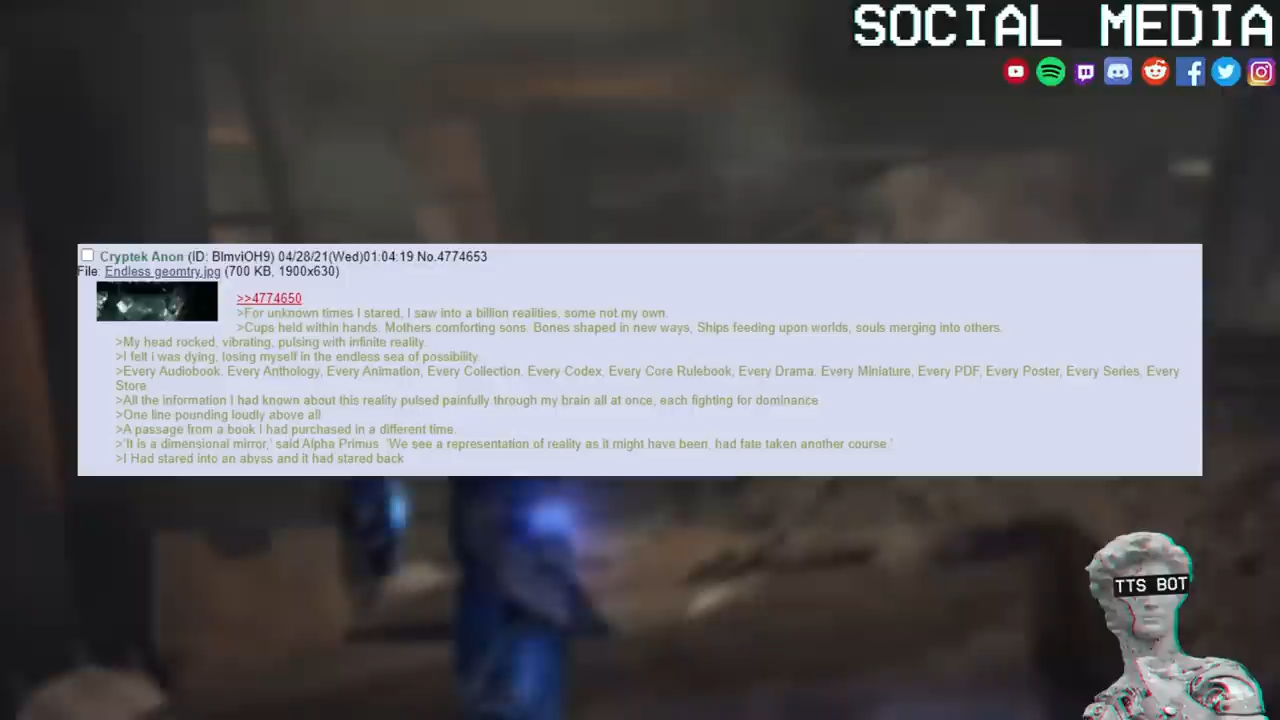 SOCIAL MEDIA
Cryptek Anon (ID: BlmviOH9) 04/28/21(Wed)01:04:19 No.4774653
File: Endless geomtry.jpg (700 KB, 1900x630)
>>4774650
>For unknown times I stared, I saw into a billion realities, some not my own.
>Cups held within hands. Mothers comforting sons. Bones shaped in new ways, Ships feeding upon worlds, souls merging into others.
>My head rocked, vibrating, pulsing with infinite reality.
>I felt i was dying, losing myself in the endless sea of possibility.
>Every Audiobook. Every Anthology, Every Animation, Every Collection. Every Codex, Every Core Rulebook, Every Drama. Every Miniature, Every PDF, Every Poster, Every Series, Every
Store.
>All the information I had known about this reality pulsed painfully through my brain all at once, each fighting for dominance.
>One line pounding loudly above all
>A passage from a book I had purchased in a different time.
>'It is a dimensional mirror,' said Alpha Primus. 'We see a representation of reality as it might have been, had fate taken another course.'
>I Had stared into an abyss and it had stared back
TTS BOT